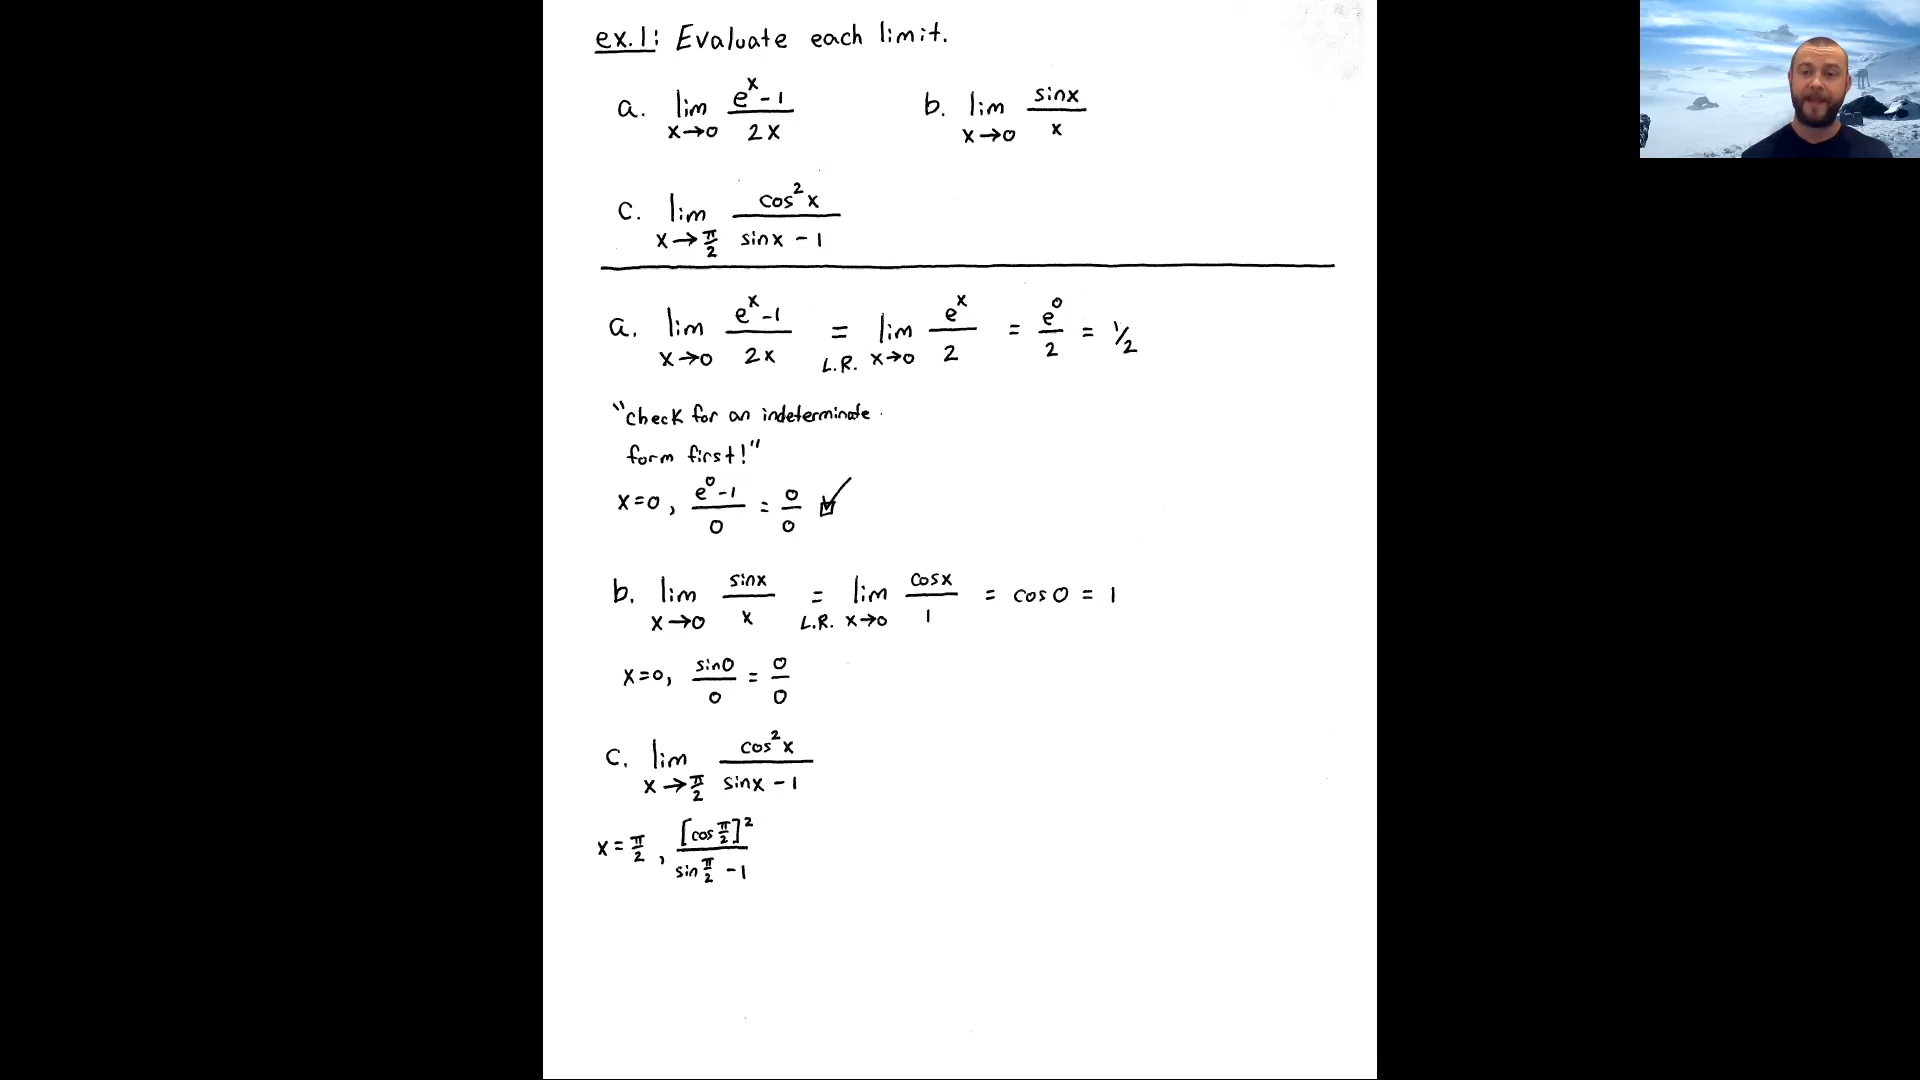 ex.1: Evaluate each limit.
a. lim x→0 (e^x - 1)/(2x)   b. lim x→0 sinx/x
c. lim x→π/2 cos²x/(sinx - 1)
a. lim x→0 (e^x - 1)/(2x) = L.R. lim x→0 e^x/2 = e^0/2 = 1/2
"check for an indeterminate
form first!"
x=0, (e^0 - 1)/0 = 0/0 ☑
b. lim x→0 sinx/x = L.R. lim x→0 cosx/1 = cos0 = 1
x=0, sin0/0 = 0/0
c. lim x→π/2 cos²x/(sinx - 1)
x=π/2, [cos π/2]²/(sin π/2 - 1)